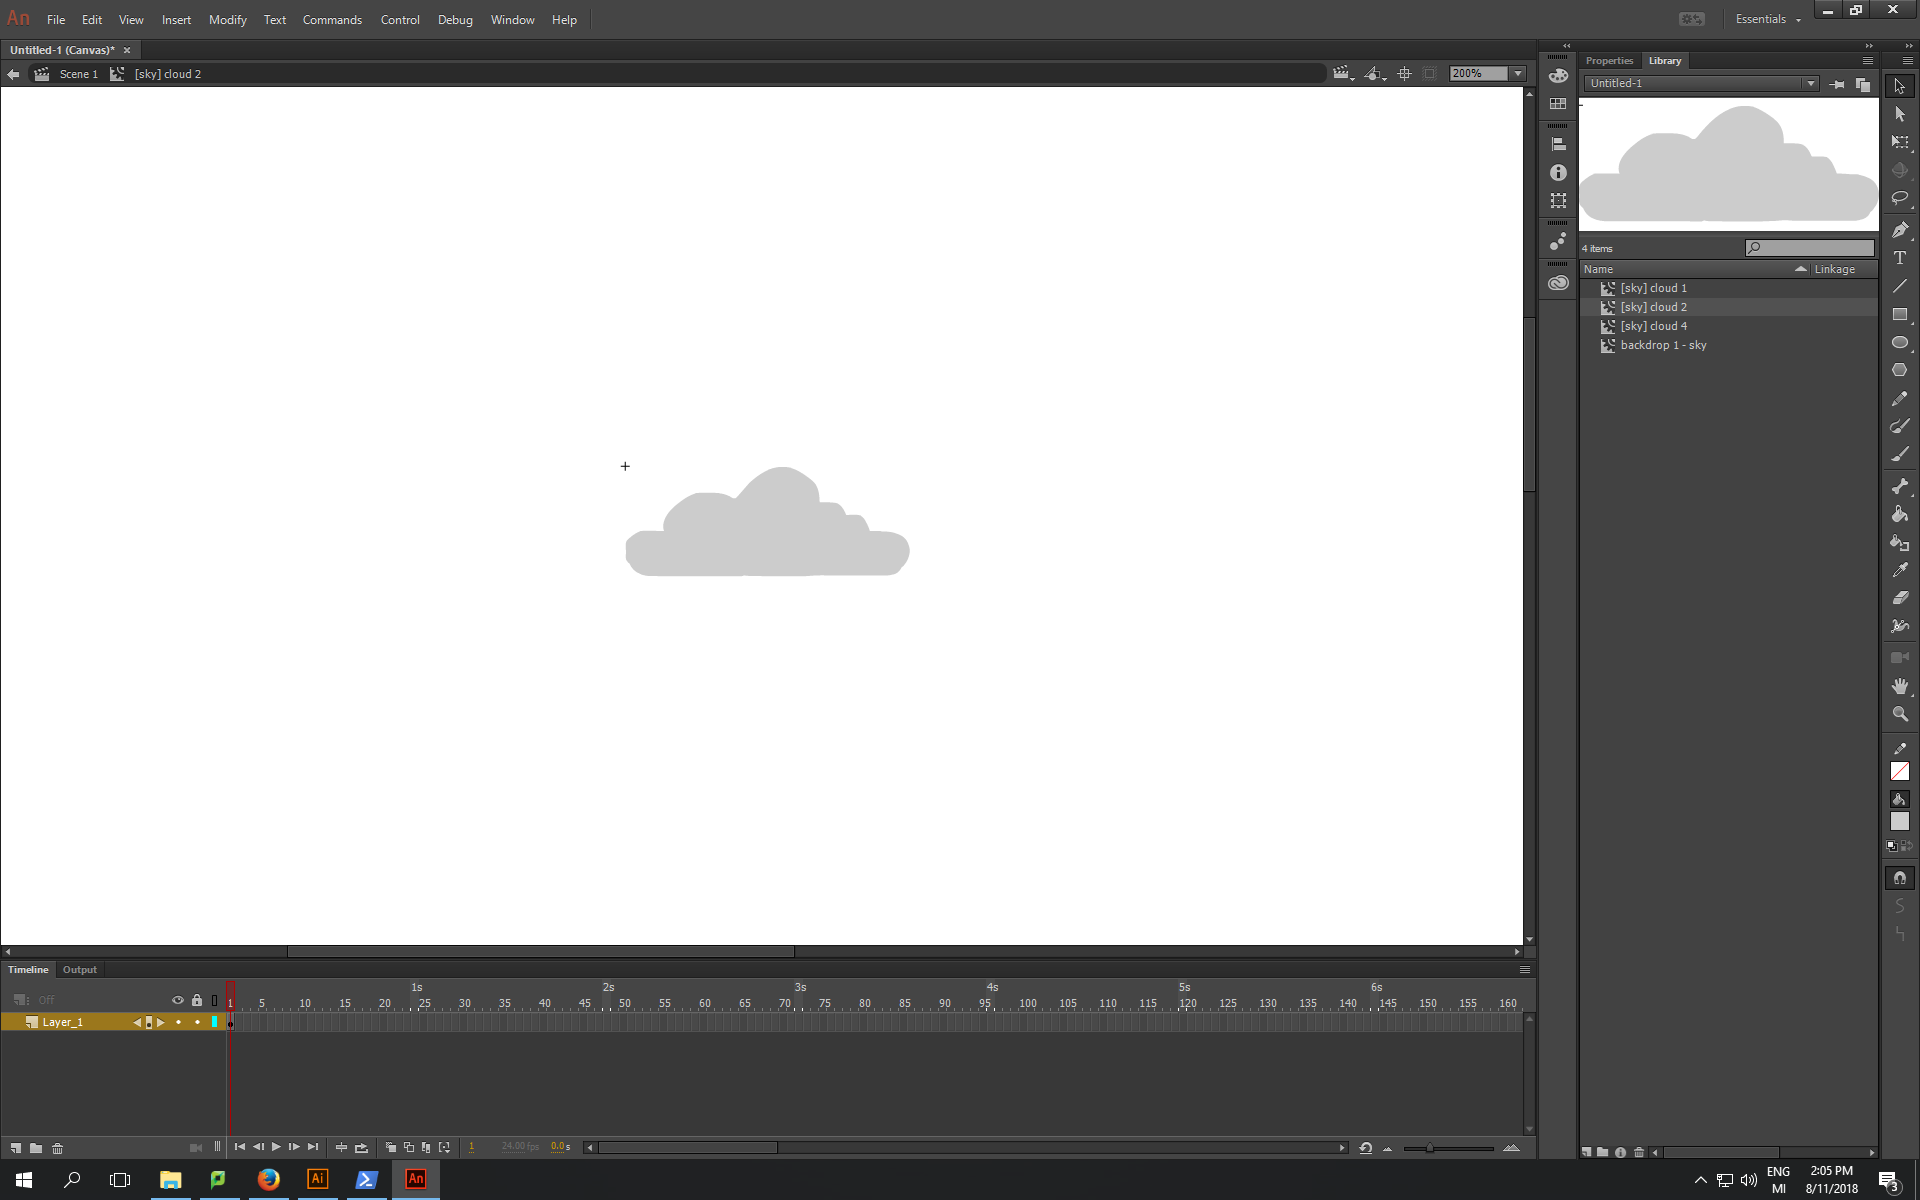 An File Edit View Insert Modify Text Commands Control Debug Window Help Essentials
Untitled-1 (Canvas)* ×
Scene 1 [sky] cloud 2 200%
Properties Library
Untitled-1
4 items
Name Linkage
[sky] cloud 1
[sky] cloud 2
[sky] cloud 4
backdrop 1 - sky
Timeline Output
1s 2s 3s 4s 5s 6s
Off 1 5 10 15 20 25 30 35 40 45 50 55 60 65 70 75 80 85 90 95 100 105 110 115 120 125 130 135 140 145 150 155 160
Layer_1
1 24.00 fps 0.0 s
Ai An
ENG
MI
2:05 PM
8/11/2018
3